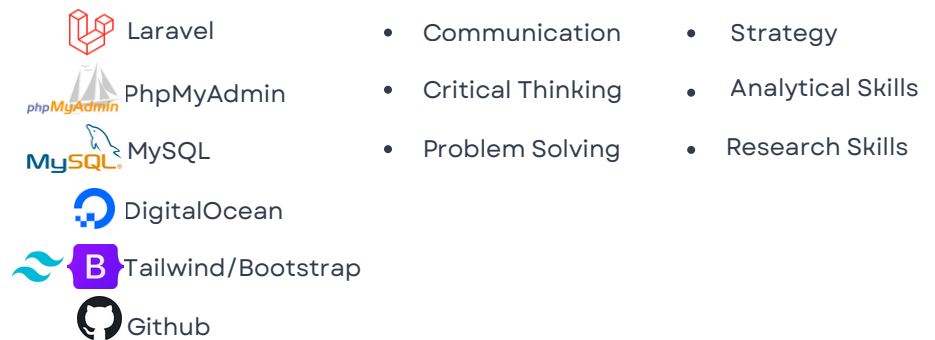 Laravel
phpMyAdmin PhpMyAdmin
MySQL® MySQL
DigitalOcean
B Tailwind/Bootstrap
Github
• Communication
• Critical Thinking
• Problem Solving
• Strategy
• Analytical Skills
• Research Skills